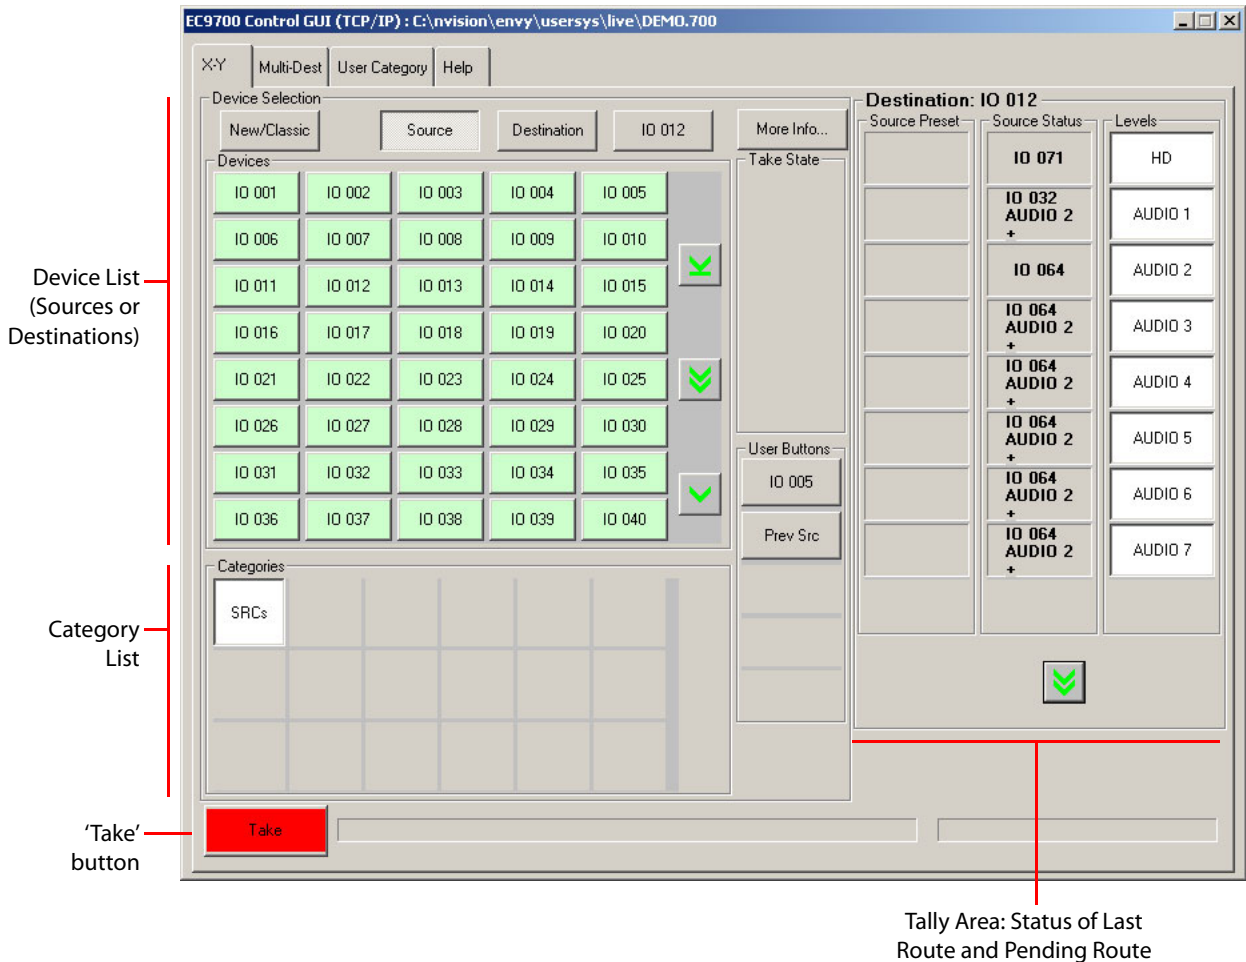 EC9700 Control GUI (TCP/IP) : C:\nvision\envy\usersys\live\DEMO.700
X-Y Multi-Dest User Category Help
Device Selection
New/Classic Source Destination IO 012 More Info...
Devices
IO 001 IO 002 IO 003 IO 004 IO 005
IO 006 IO 007 IO 008 IO 009 IO 010
IO 011 IO 012 IO 013 IO 014 IO 015
IO 016 IO 017 IO 018 IO 019 IO 020
IO 021 IO 022 IO 023 IO 024 IO 025
IO 026 IO 027 IO 028 IO 029 IO 030
IO 031 IO 032 IO 033 IO 034 IO 035
IO 036 IO 037 IO 038 IO 039 IO 040
Take State
User Buttons
IO 005
Prev Src
Categories
SRCs
Take
Destination: IO 012
Source Preset
Source Status
IO 071
IO 032
AUDIO 2
+
IO 064
IO 064
AUDIO 2
+
IO 064
AUDIO 2
+
IO 064
AUDIO 2
+
IO 064
AUDIO 2
+
IO 064
AUDIO 2
+
Levels
HD
AUDIO 1
AUDIO 2
AUDIO 3
AUDIO 4
AUDIO 5
AUDIO 6
AUDIO 7
Device List
(Sources or
Destinations)
Category
List
‘Take’
button
Tally Area: Status of Last
Route and Pending Route